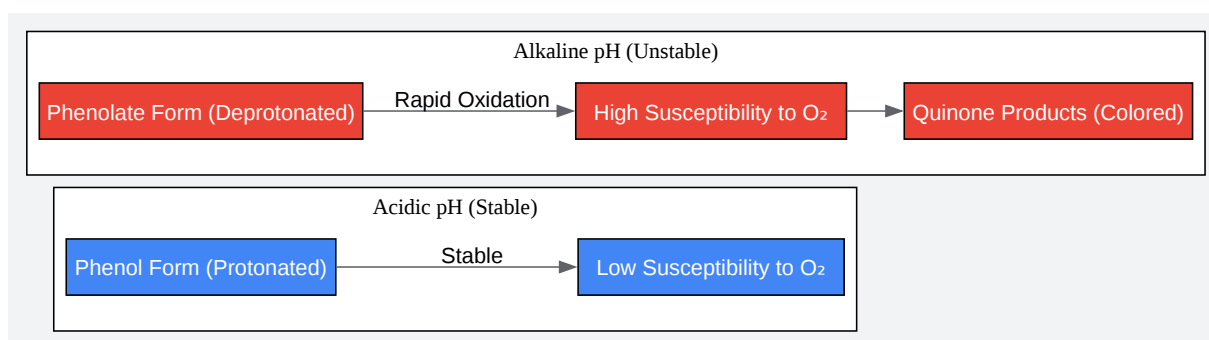 Alkaline pH (Unstable)
Phenolate Form (Deprotonated)
Rapid Oxidation
High Susceptibility to O₂
Quinone Products (Colored)
Acidic pH (Stable)
Phenol Form (Protonated)
Stable
Low Susceptibility to O₂